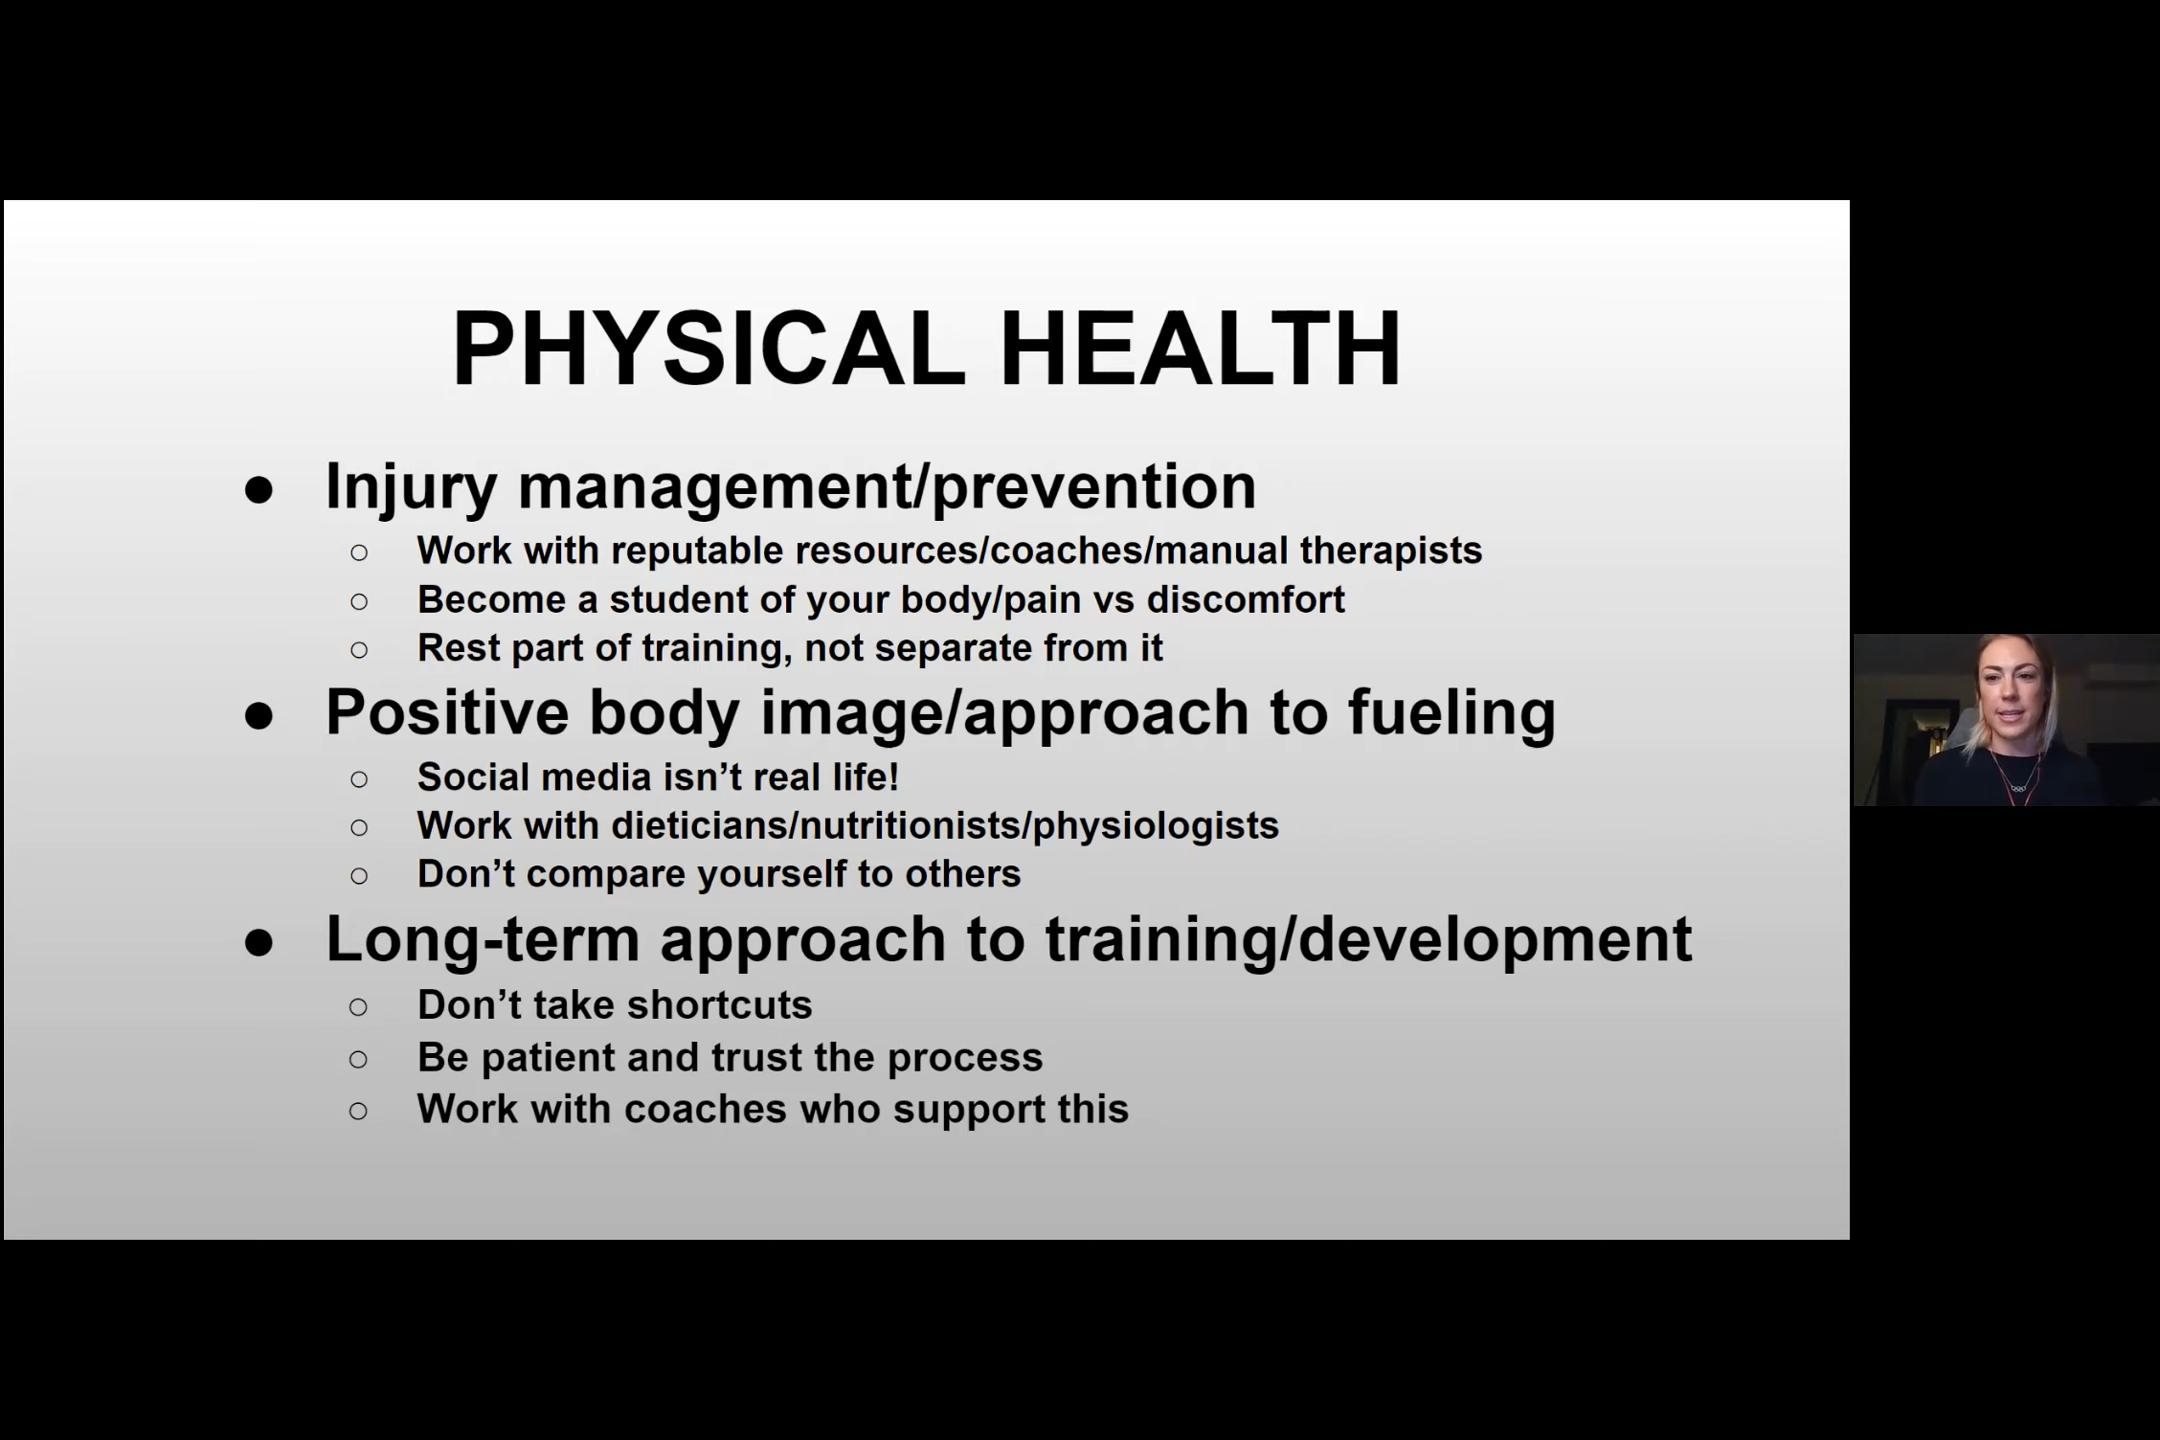 PHYSICAL HEALTH
● Injury management/prevention
○ Work with reputable resources/coaches/manual therapists
○ Become a student of your body/pain vs discomfort
○ Rest part of training, not separate from it
● Positive body image/approach to fueling
○ Social media isn’t real life!
○ Work with dieticians/nutritionists/physiologists
○ Don’t compare yourself to others
● Long-term approach to training/development
○ Don’t take shortcuts
○ Be patient and trust the process
○ Work with coaches who support this